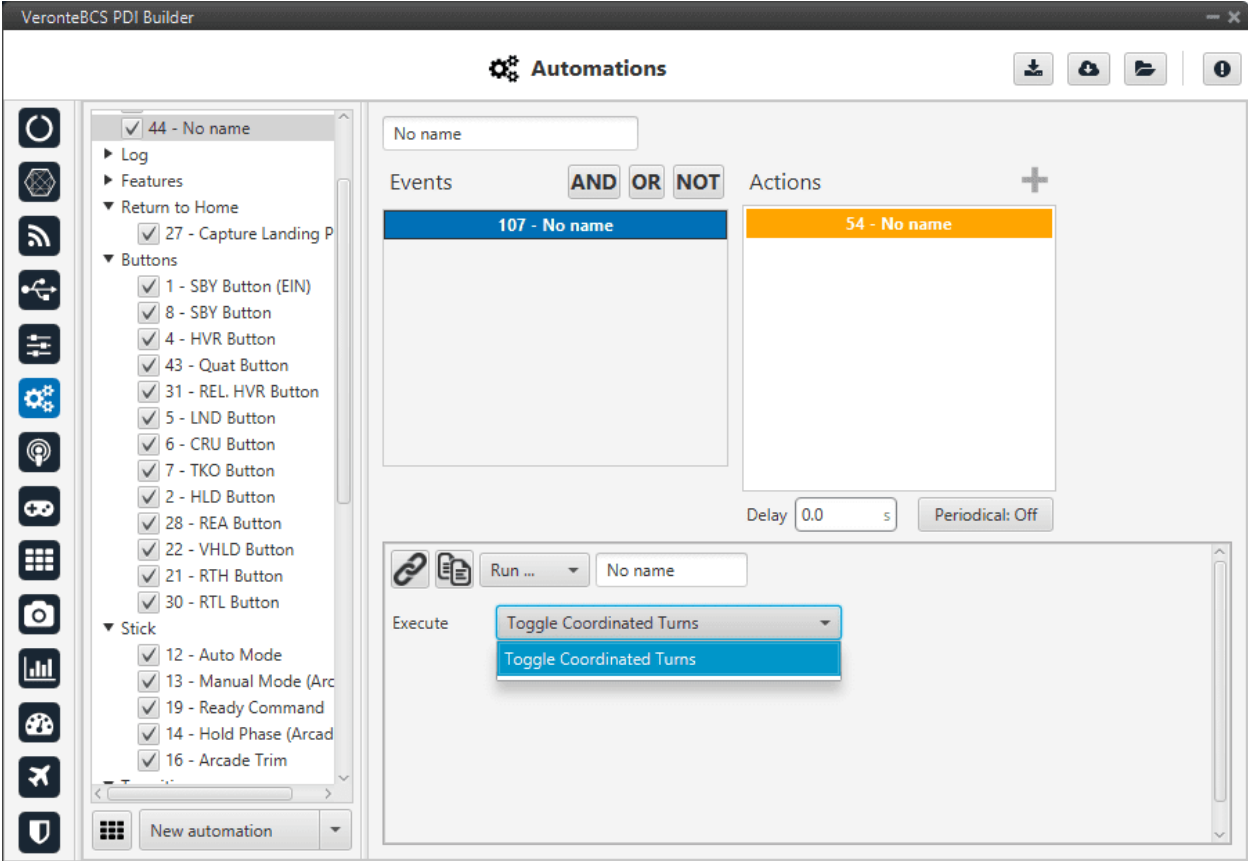 VeronteBCS PDI Builder
Automations
44 - No name
Log
Features
Return to Home
27 - Capture Landing P
Buttons
1 - SBY Button (EIN)
8 - SBY Button
4 - HVR Button
43 - Quat Button
31 - REL. HVR Button
5 - LND Button
6 - CRU Button
7 - TKO Button
2 - HLD Button
28 - REA Button
22 - VHLD Button
21 - RTH Button
30 - RTL Button
Stick
12 - Auto Mode
13 - Manual Mode (Arc
19 - Ready Command
14 - Hold Phase (Arcad
16 - Arcade Trim
New automation
No name
Events AND OR NOT Actions
107 - No name
54 - No name
Delay 0.0 s Periodical: Off
Run ... No name
Execute Toggle Coordinated Turns
Toggle Coordinated Turns